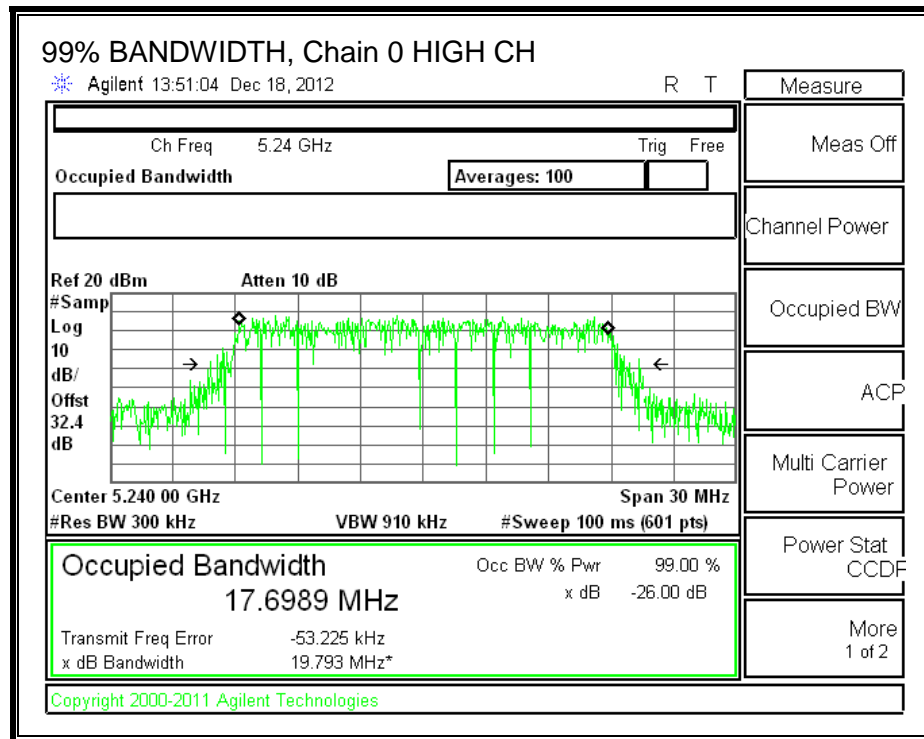 99% BANDWIDTH, Chain 0 HIGH CH
Agilent 13:51:04 Dec 18, 2012 R T
Measure
Ch Freq 5.24 GHz Trig Free
Occupied Bandwidth Averages: 100
Meas Off
Channel Power
Occupied BW
ACP
Multi Carrier
Power
Power Stat
CCDF
More
1 of 2
Ref 20 dBm Atten 10 dB
#Samp
Log
10
dB/
Offst
32.4
dB
Center 5.240 00 GHz Span 30 MHz
#Res BW 300 kHz VBW 910 kHz #Sweep 100 ms (601 pts)
Occupied Bandwidth
17.6989 MHz
Occ BW % Pwr 99.00 %
x dB -26.00 dB
Transmit Freq Error -53.225 kHz
x dB Bandwidth 19.793 MHz*
Copyright 2000-2011 Agilent Technologies